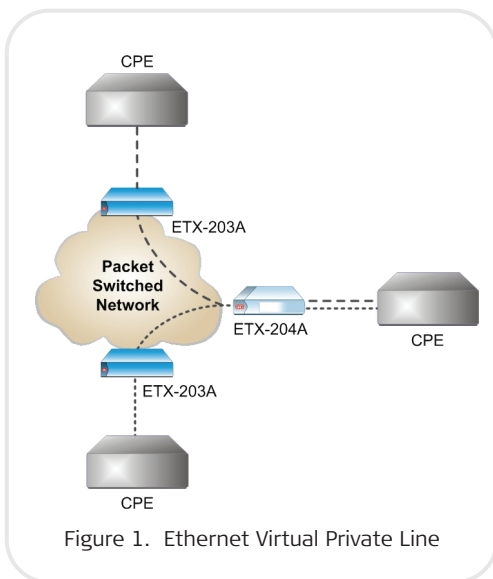 CPE
ETX-203A
Packet
Switched
Network
ETX-204A
CPE
ETX-203A
CPE
Figure 1. Ethernet Virtual Private Line